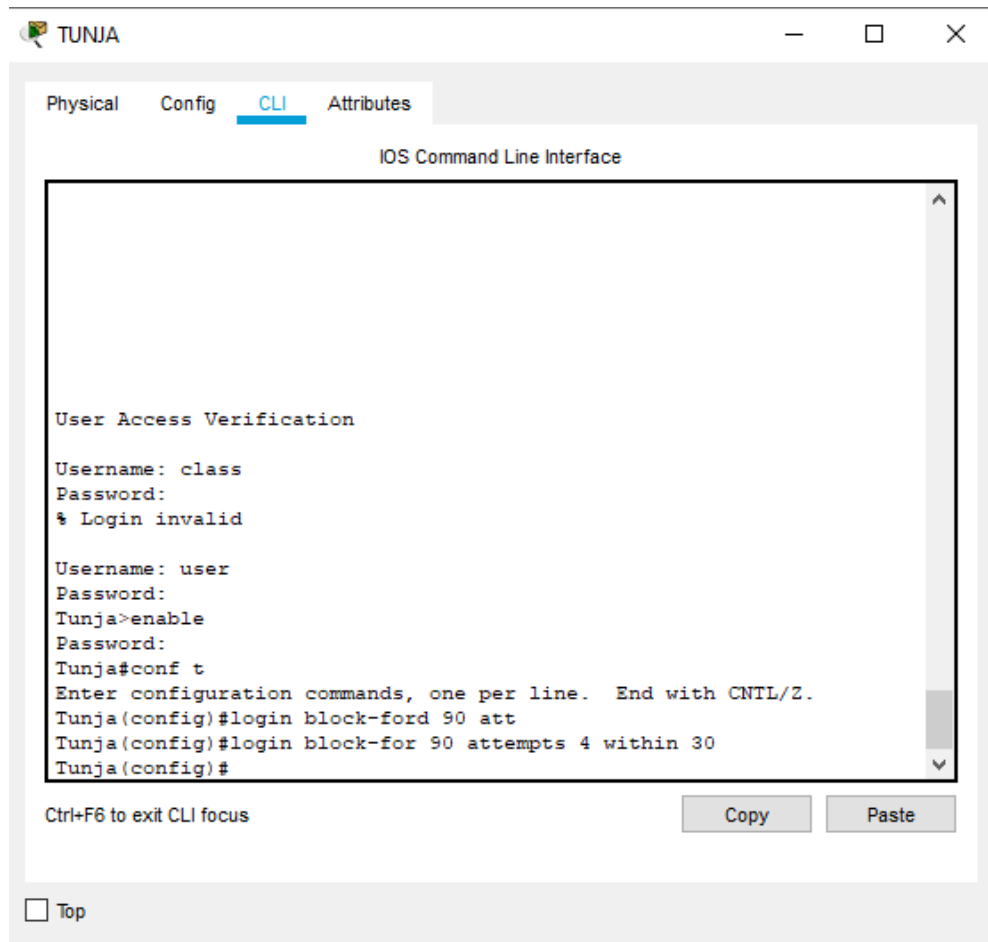 TUNJA
Physical Config CLI Attributes
IOS Command Line Interface
User Access Verification
Username: class
Password:
% Login invalid
Username: user
Password:
Tunja>enable
Password:
Tunja#conf t
Enter configuration commands, one per line.  End with CNTL/Z.
Tunja(config)#login block-ford 90 att
Tunja(config)#login block-for 90 attempts 4 within 30
Tunja(config)#
Ctrl+F6 to exit CLI focus
Copy Paste
Top